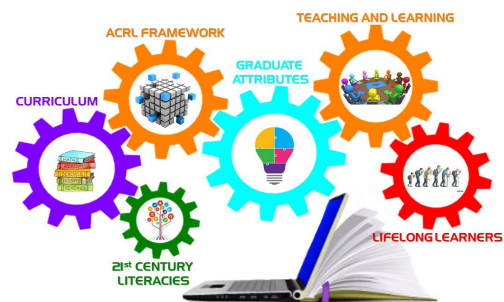 TEACHING AND LEARNING
ACRL FRAMEWORK
GRADUATE
ATTRIBUTES
CURRICULUM
LIFELONG LEARNERS
21st CENTURY
LITERACIES